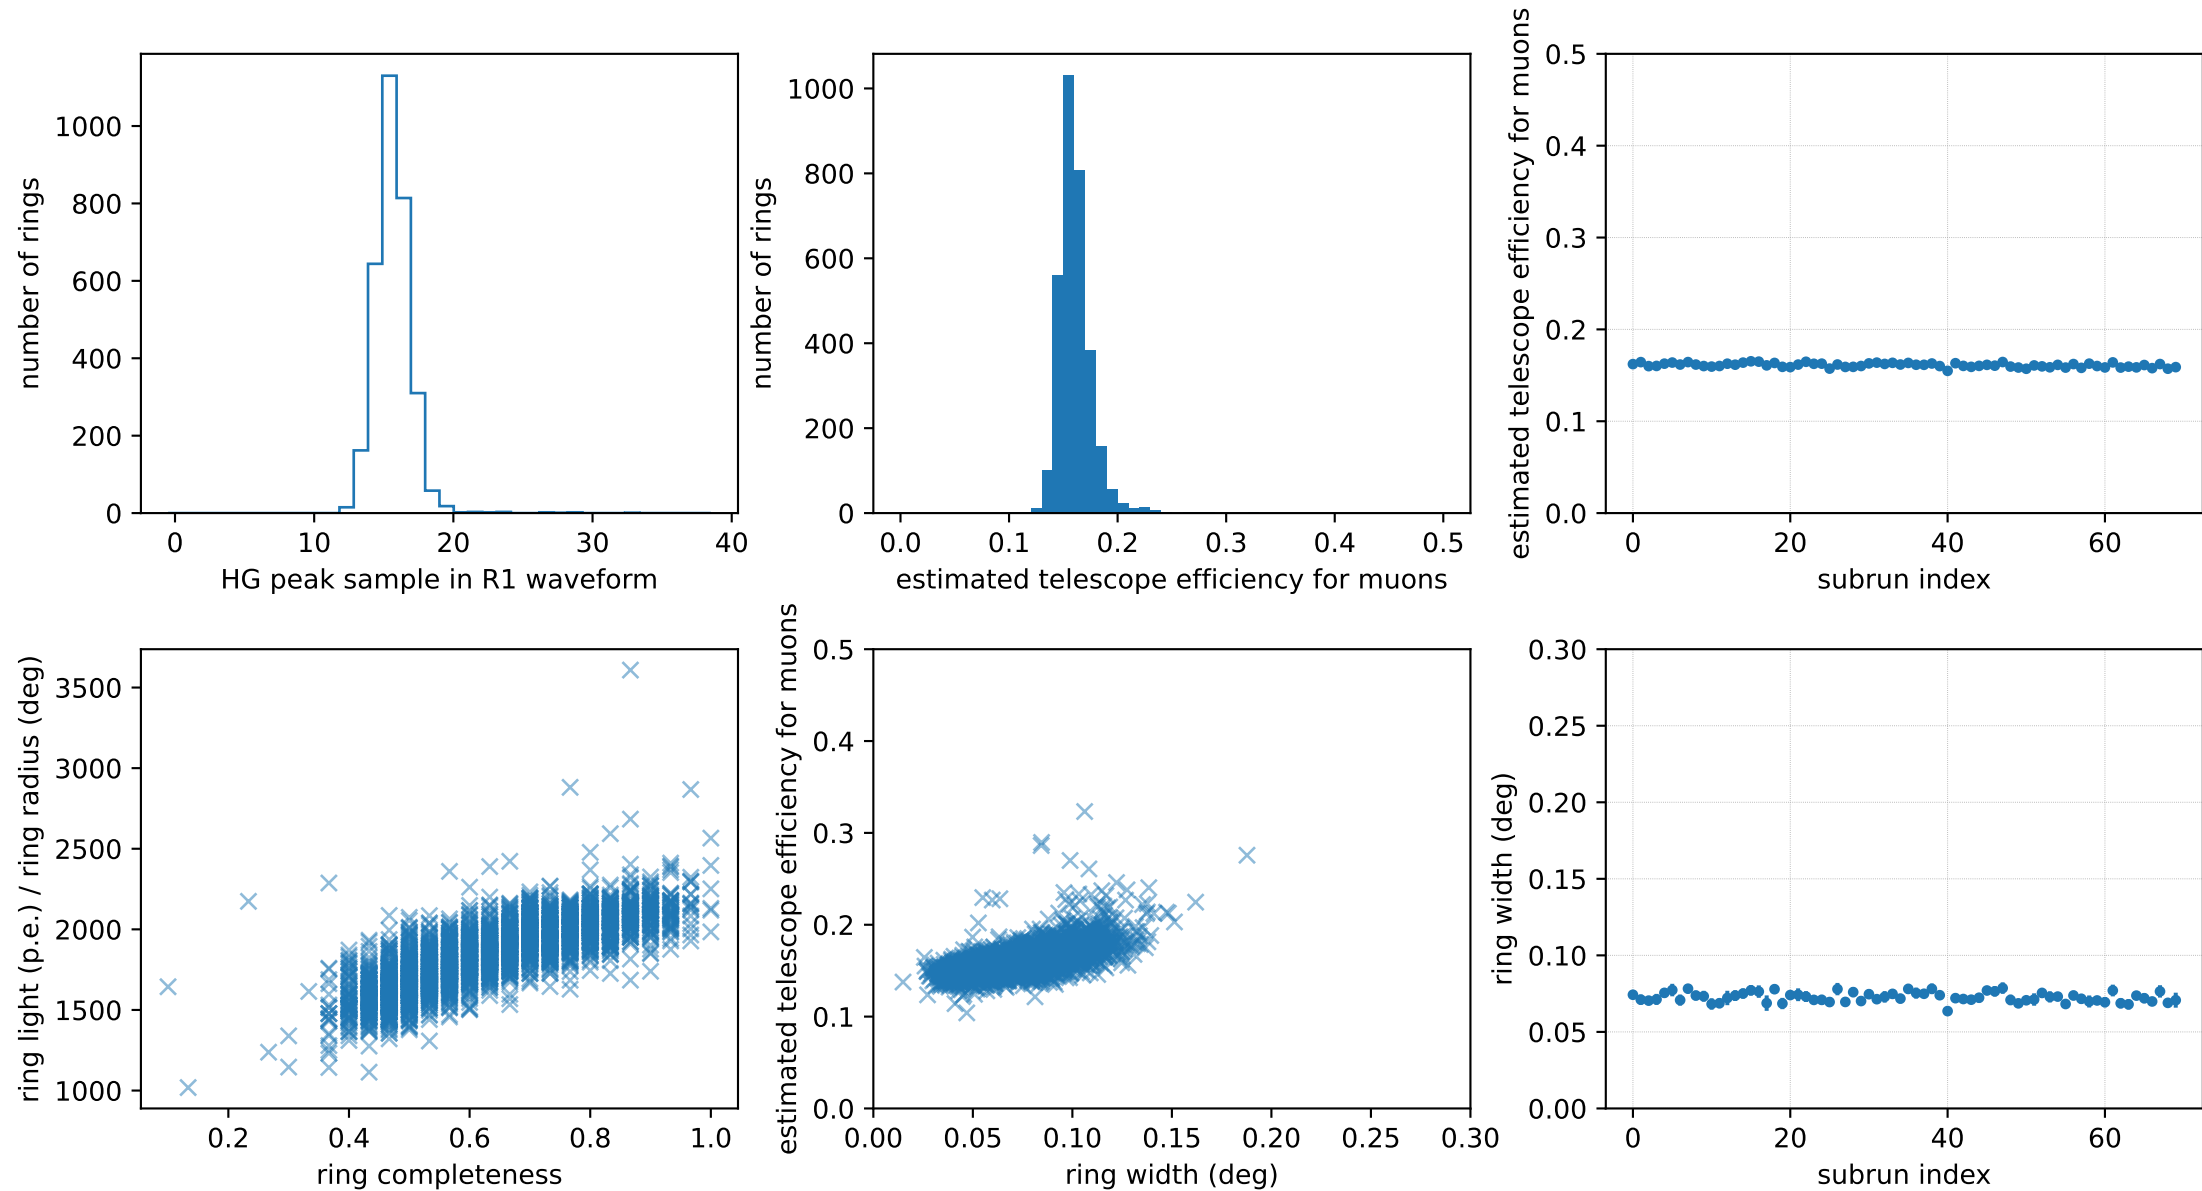 number of rings
1000
800
600
400
200
0
0 10 20 30 40
HG peak sample in R1 waveform
number of rings
1000
800
600
400
200
0
0.0 0.1 0.2 0.3 0.4 0.5
estimated telescope efficiency for muons
estimated telescope efficiency for muons
0.5
0.4
0.3
0.2
0.1
0.0
0 20 40 60
subrun index
ring light (p.e.) / ring radius (deg)
3500
3000
2500
2000
1500
1000
0.2 0.4 0.6 0.8 1.0
ring completeness
estimated telescope efficiency for muons
0.5
0.4
0.3
0.2
0.1
0.0
0.00 0.05 0.10 0.15 0.20 0.25 0.30
ring width (deg)
ring width (deg)
0.30
0.25
0.20
0.15
0.10
0.05
0.00
0 20 40 60
subrun index